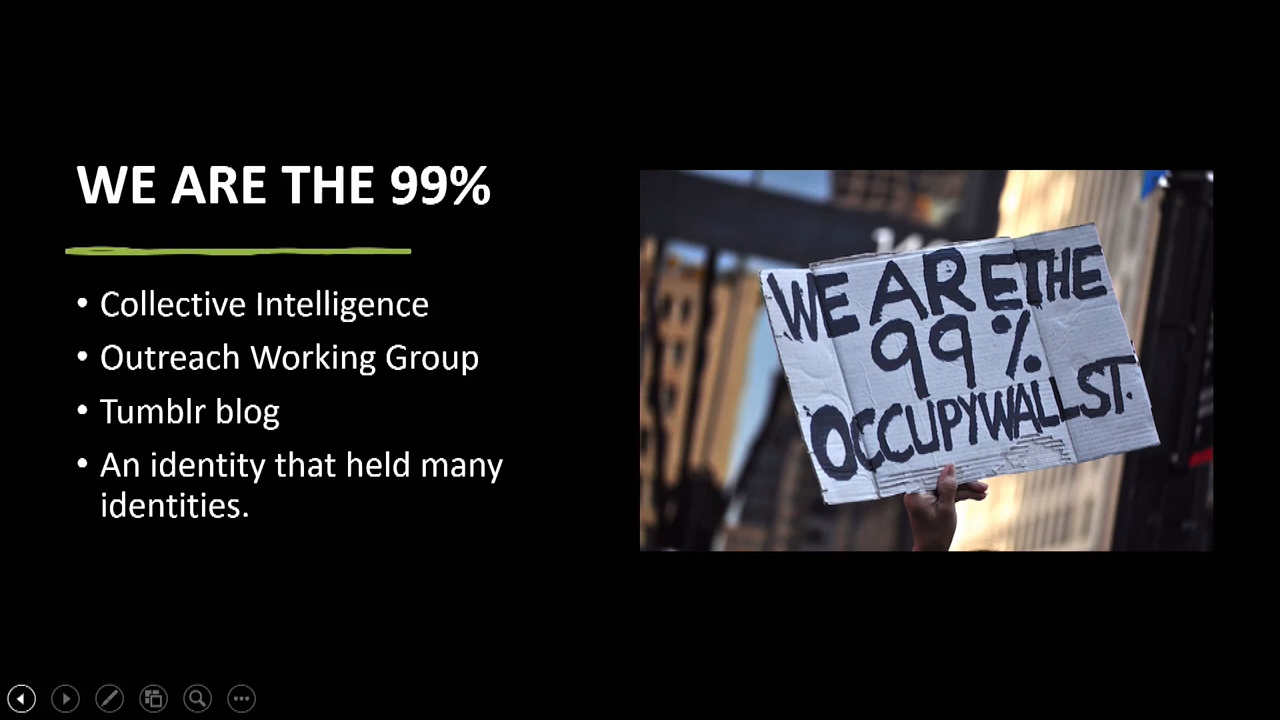 WE ARE THE 99%
• Collective Intelligence
• Outreach Working Group
• Tumblr blog
• An identity that held many
identities.
WE ARE THE
99%
OCCUPY WALL ST.